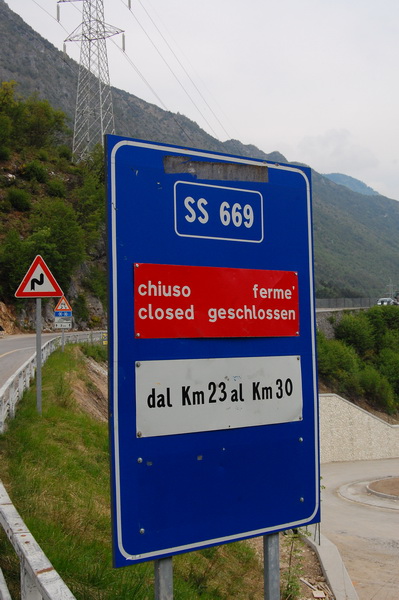 SS 669
chiuso ferme'
closed geschlossen
dal Km 23 al Km 30